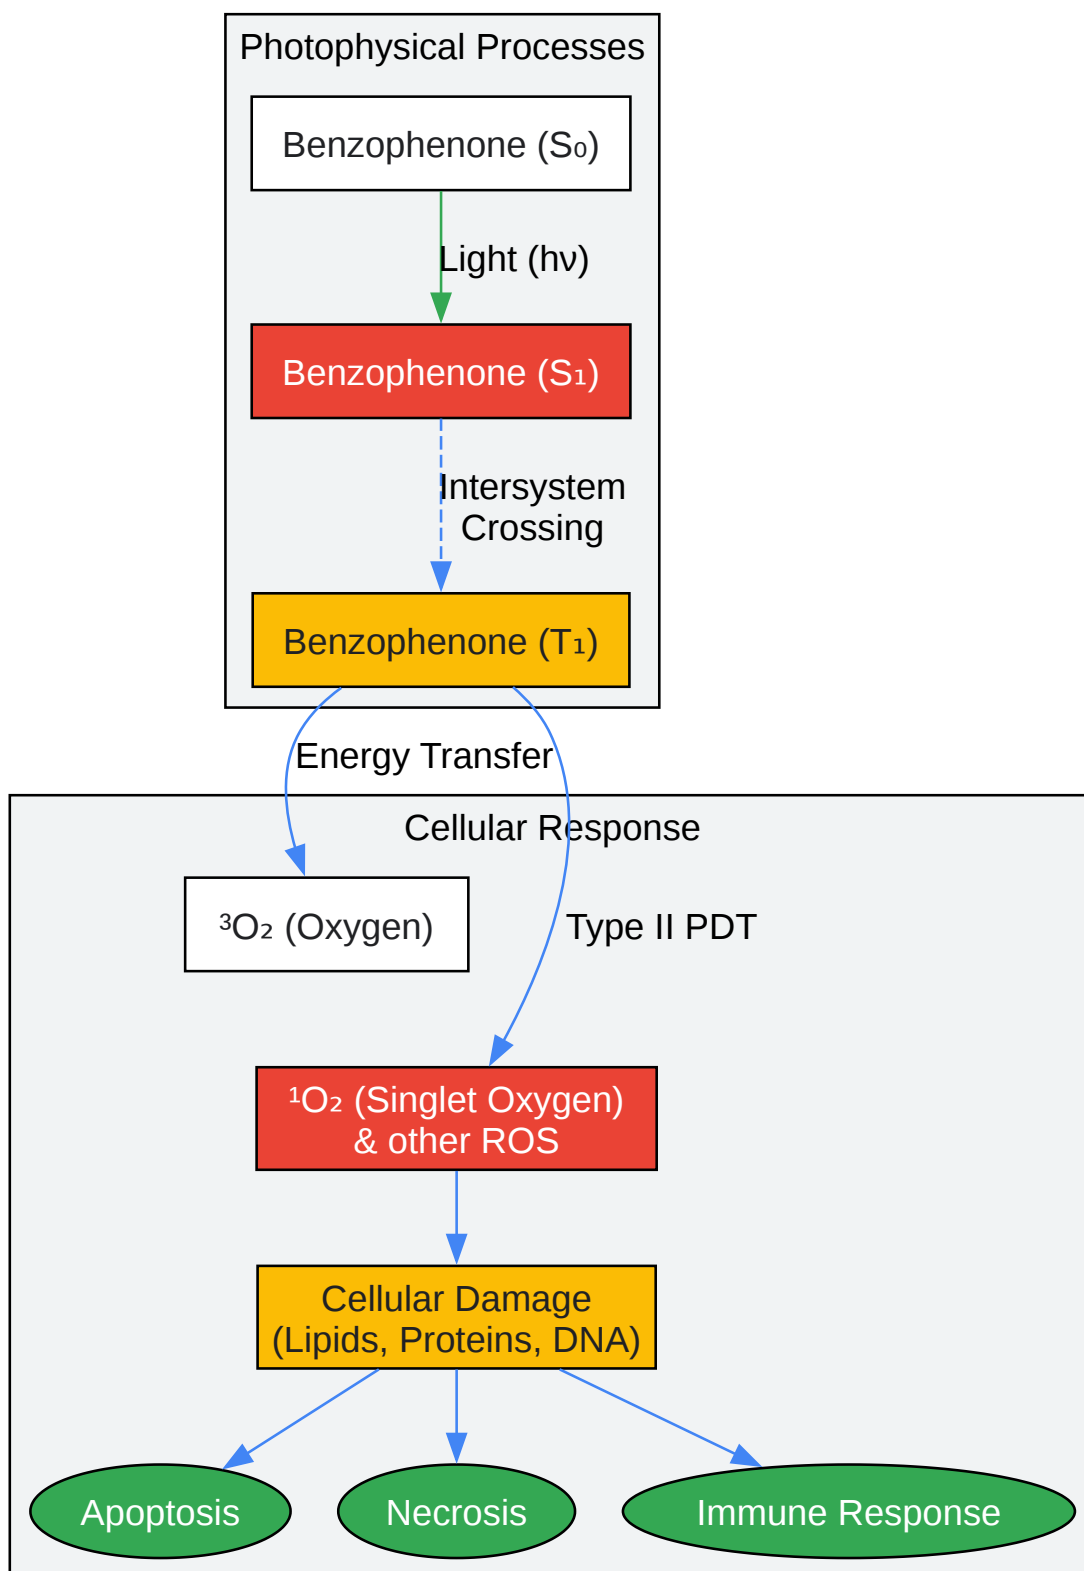 Photophysical Processes
Benzophenone (S₀)
Light (hν)
Benzophenone (S₁)
Intersystem
Crossing
Benzophenone (T₁)
Energy Transfer
Cellular Response
³O₂ (Oxygen)
Type II PDT
¹O₂ (Singlet Oxygen)
& other ROS
Cellular Damage
(Lipids, Proteins, DNA)
Apoptosis
Necrosis
Immune Response